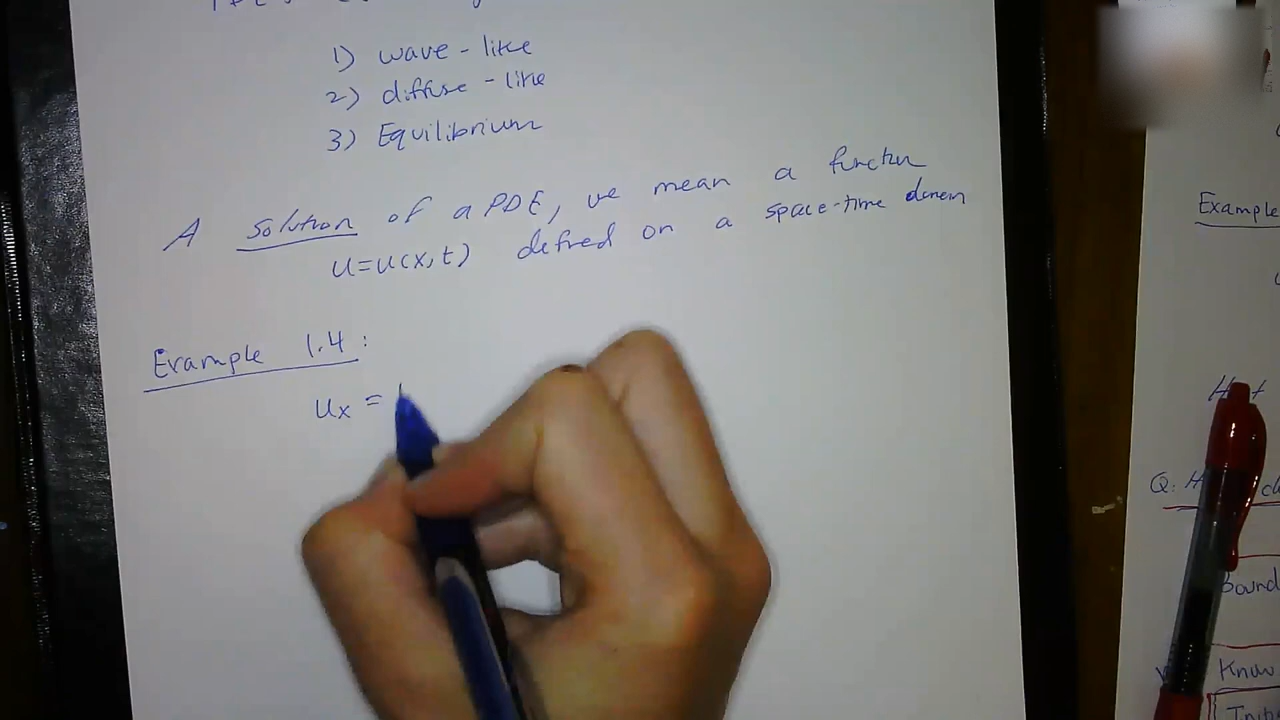 1) wave-like
2) diffuse-like
3) Equilibrium
A solution of a PDE, we mean a function
u=u(x,t) defined on a space-time domain
Example 1.4:
ux =
Example
Q: H
Bound
Know